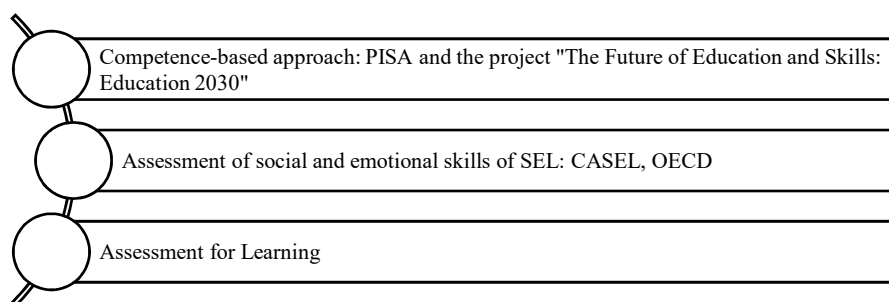 Competence-based approach: PISA and the project "The Future of Education and Skills:
Education 2030"
Assessment of social and emotional skills of SEL: CASEL, OECD
Assessment for Learning